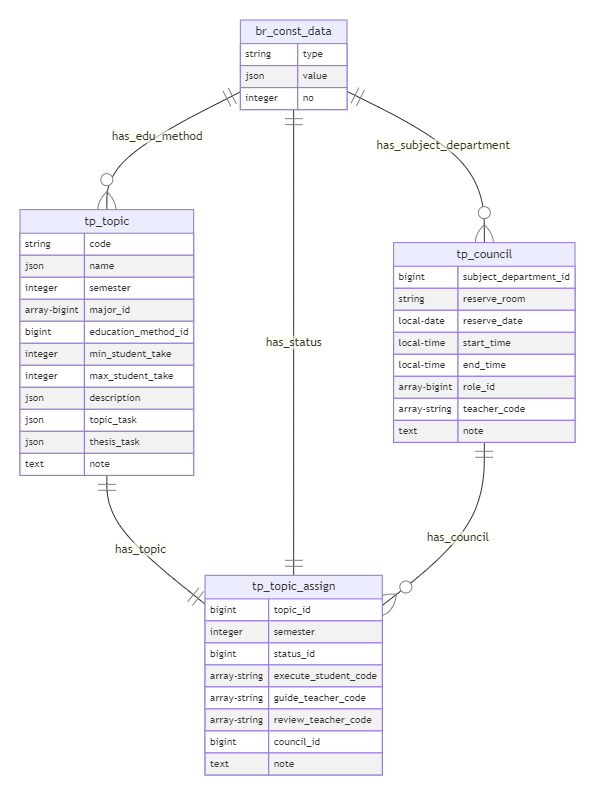 br_const_data
string type
json value
integer no
has_edu_method
has_subject_department
tp_topic
string code
json name
integer semester
array-bigint major_id
bigint education_method_id
integer min_student_take
integer max_student_take
json description
json topic_task
json thesis_task
text note
has_status
tp_council
bigint subject_department_id
string reserve_room
local-date reserve_date
local-time start_time
local-time end_time
array-bigint role_id
array-string teacher_code
text note
has_topic
has_council
tp_topic_assign
bigint topic_id
integer semester
bigint status_id
array-string execute_student_code
array-string guide_teacher_code
array-string review_teacher_code
bigint council_id
text note